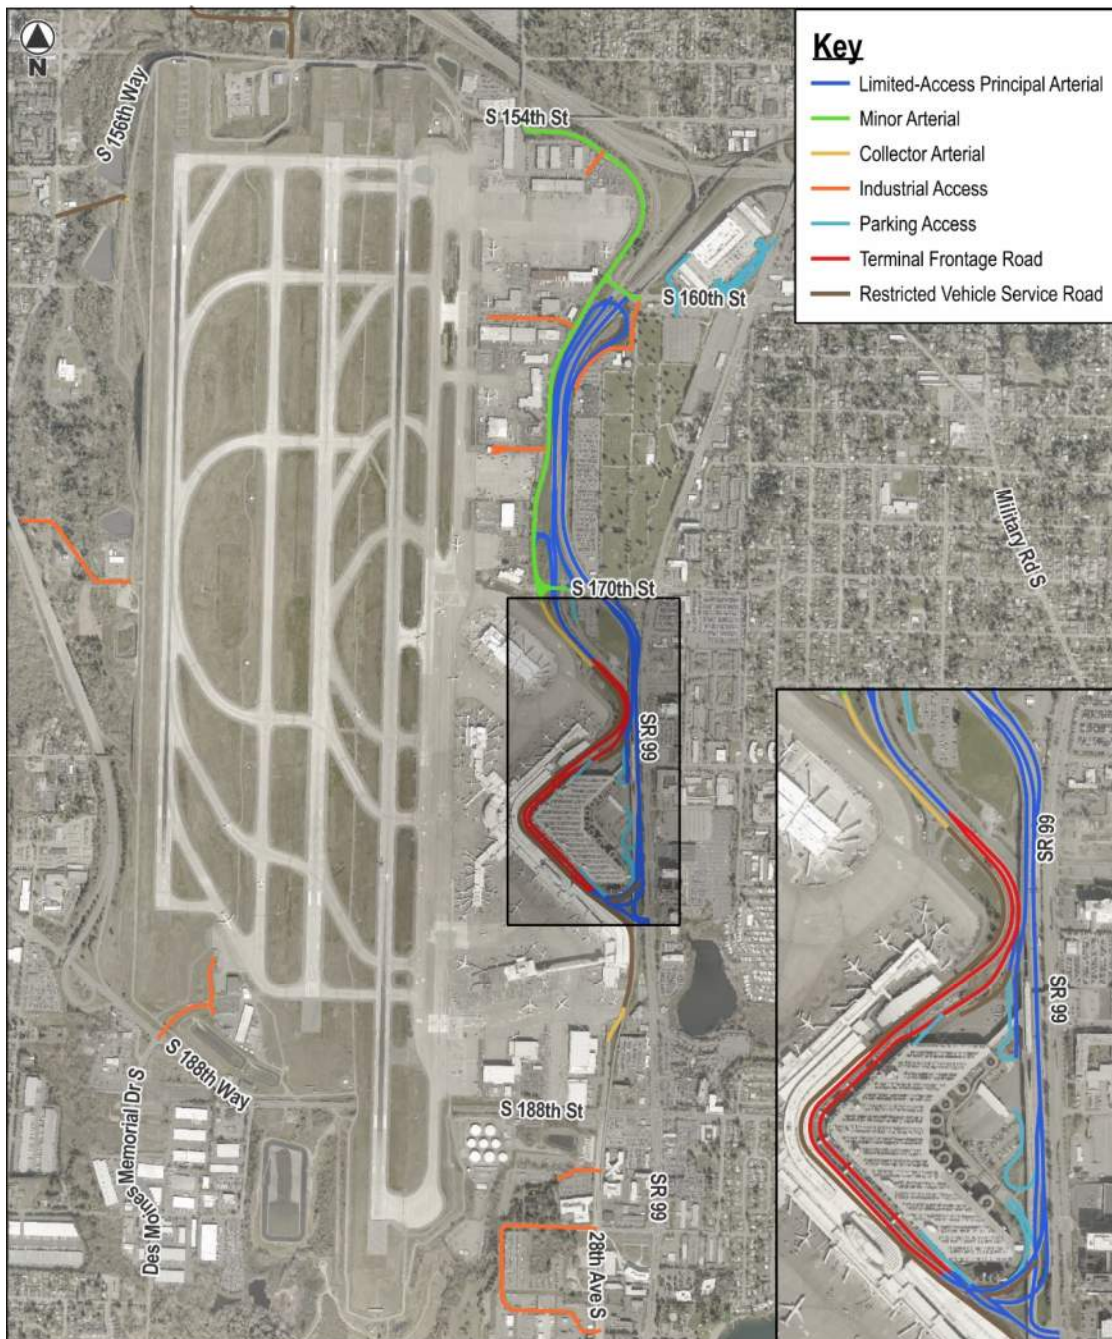 Key
Limited-Access Principal Arterial
Minor Arterial
Collector Arterial
Industrial Access
Parking Access
Terminal Frontage Road
Restricted Vehicle Service Road
N
S 156th Way
S 154th St
S 160th St
Military Rd S
S 170th St
SR 99
SR 99
SR 99
S 188th Way
S 188th St
Des Moines Memorial Dr S
SR 99
28th Ave S